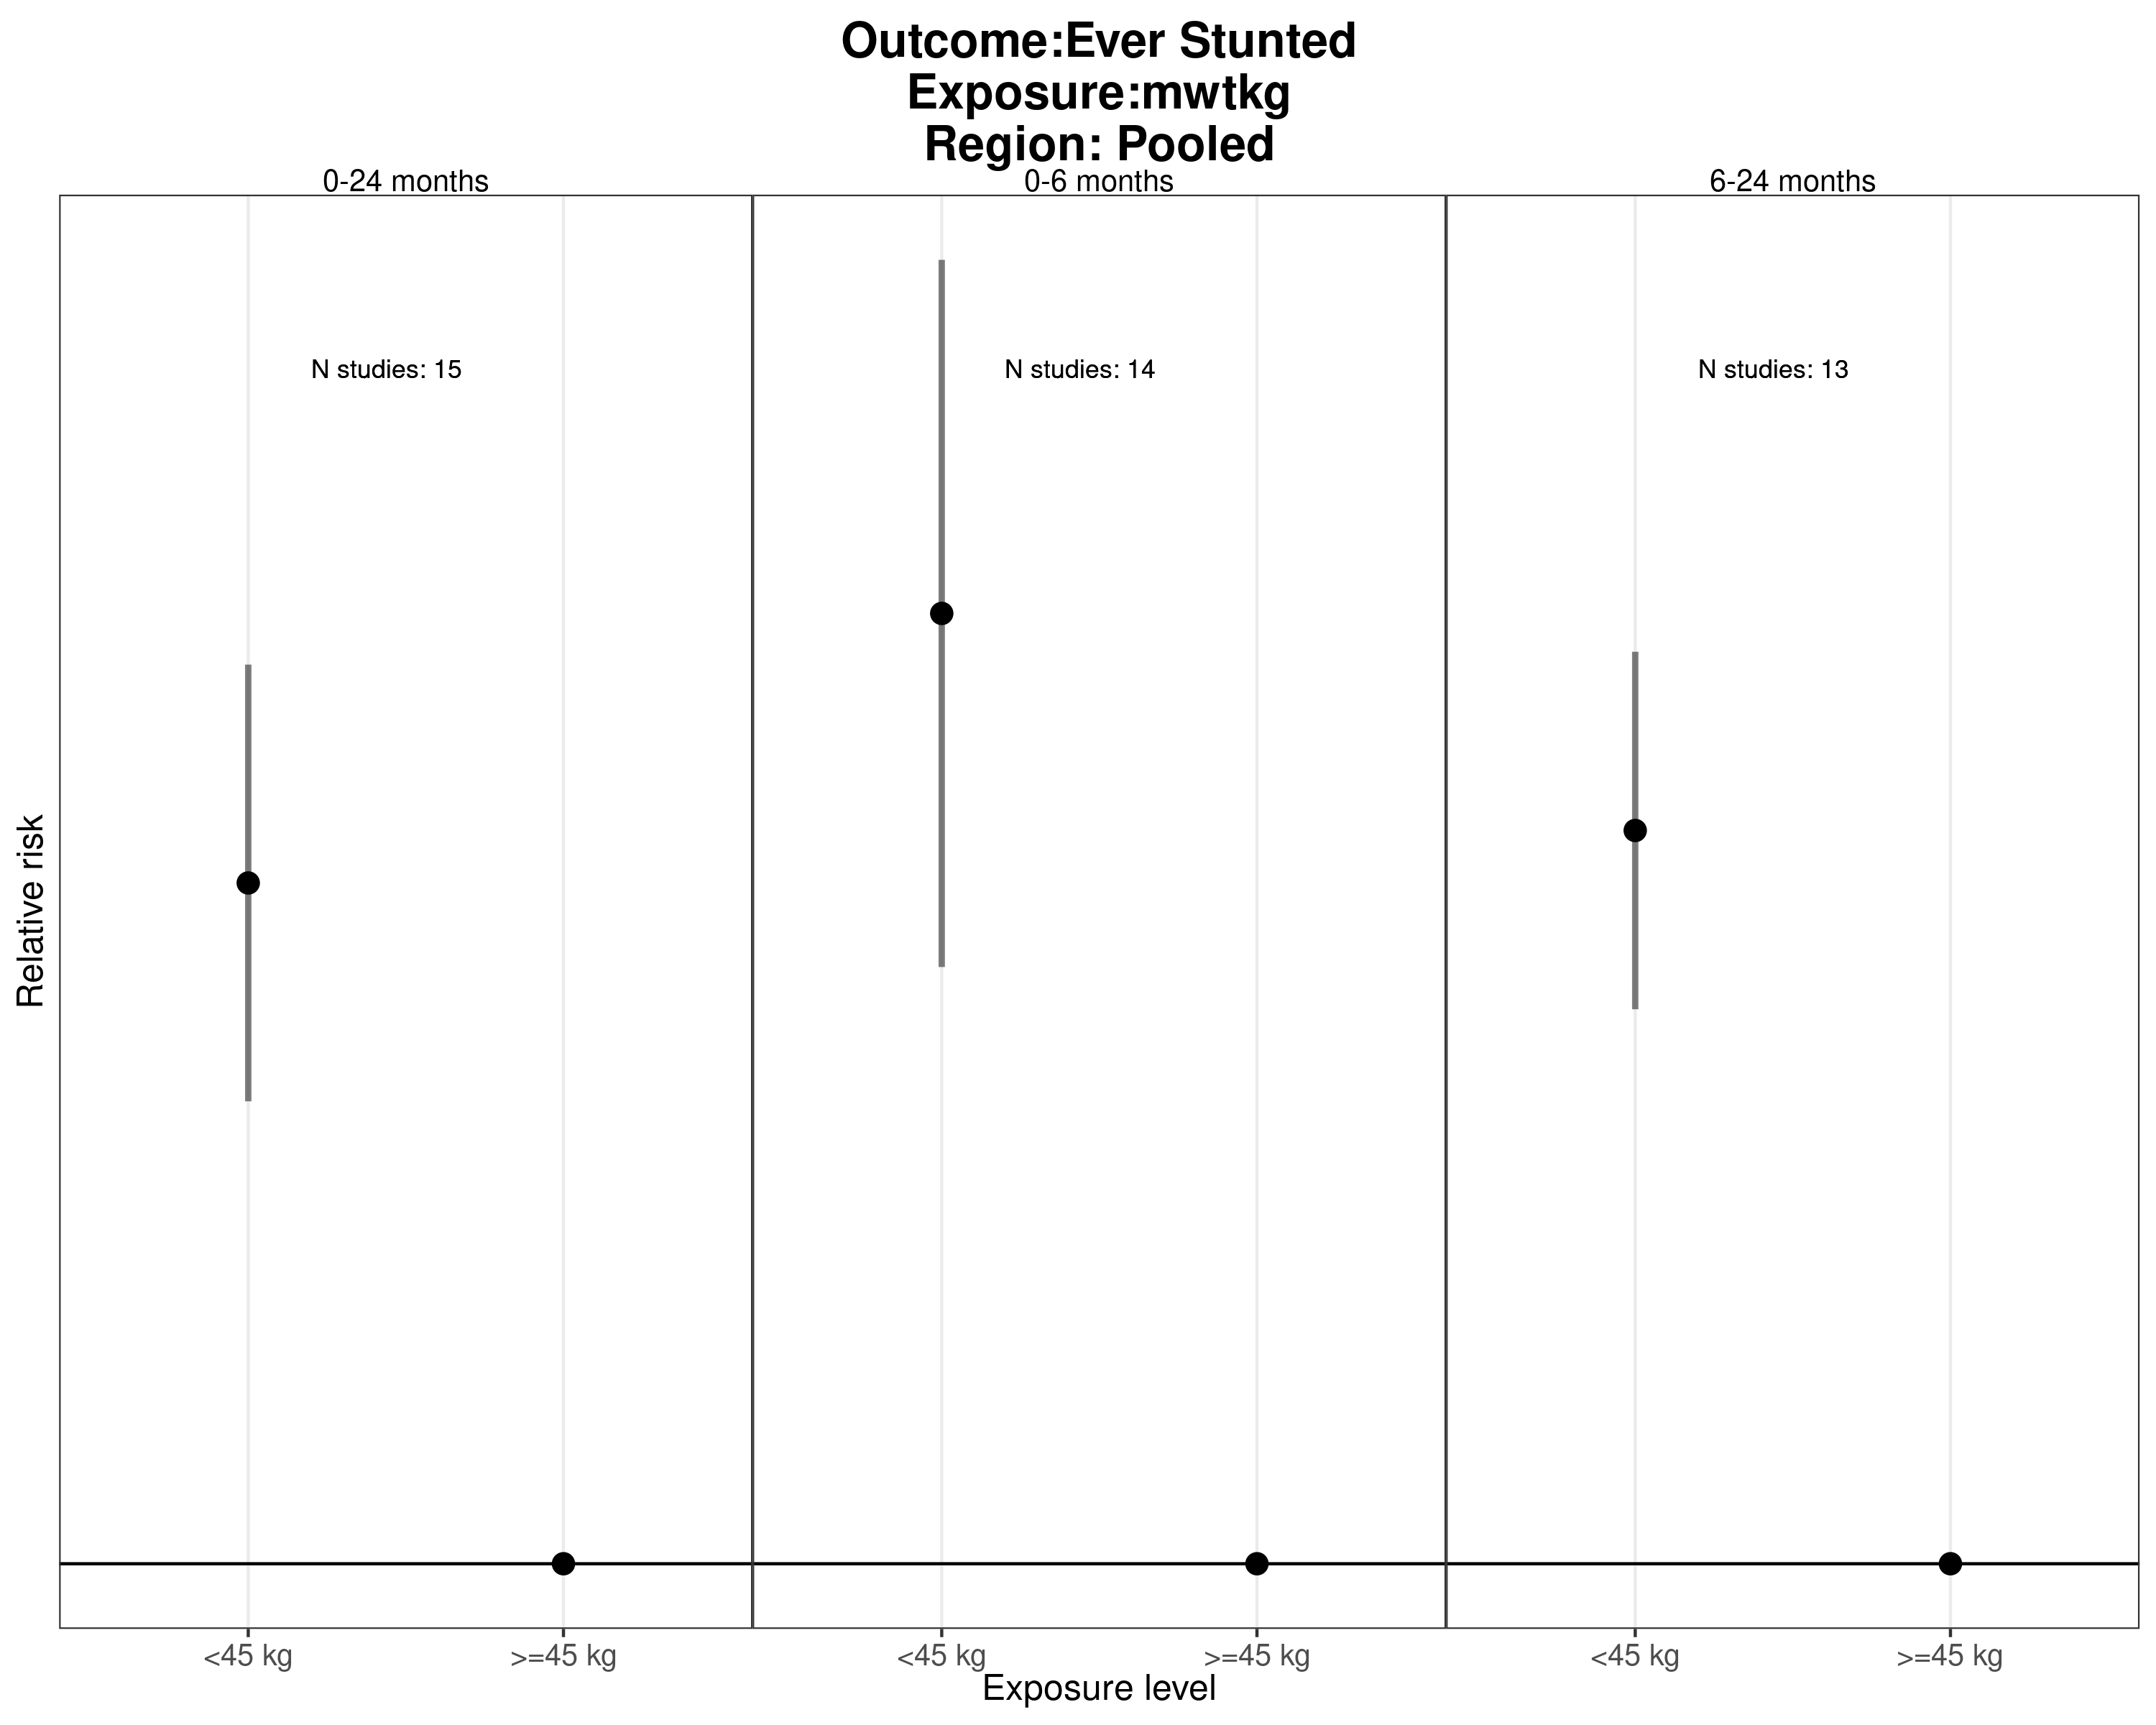 Outcome:Ever Stunted
Exposure:mwtkg
Region: Pooled
0-24 months
0-6 months
6-24 months
N studies: 15
N studies: 14
N studies: 13
Relative risk
<45 kg
>=45 kg
<45 kg
>=45 kg
<45 kg
>=45 kg
Exposure level